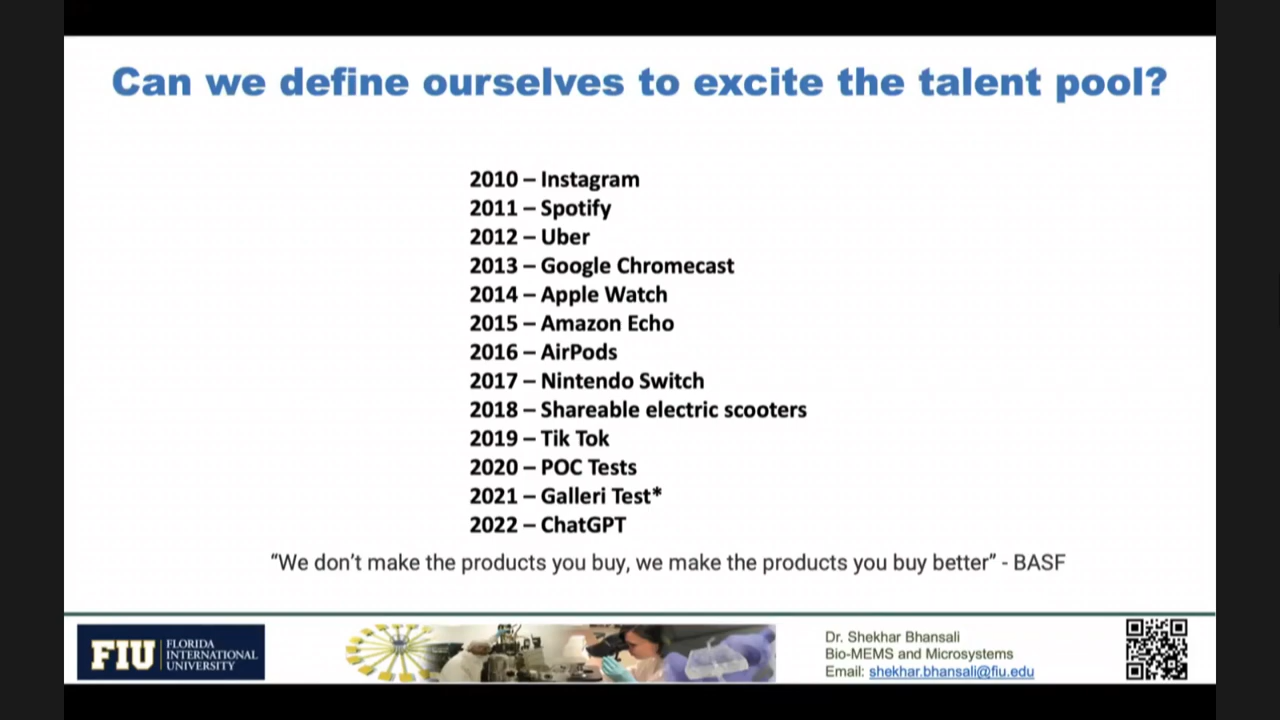 Can we define ourselves to excite the talent pool?
2010 – Instagram
2011 – Spotify
2012 – Uber
2013 – Google Chromecast
2014 – Apple Watch
2015 – Amazon Echo
2016 – AirPods
2017 – Nintendo Switch
2018 – Shareable electric scooters
2019 – Tik Tok
2020 – POC Tests
2021 – Galleri Test*
2022 – ChatGPT
“We don’t make the products you buy, we make the products you buy better” - BASF
FIU
FLORIDA
INTERNATIONAL
UNIVERSITY
Dr. Shekhar Bhansali
Bio-MEMS and Microsystems
Email: shekhar.bhansali@fiu.edu